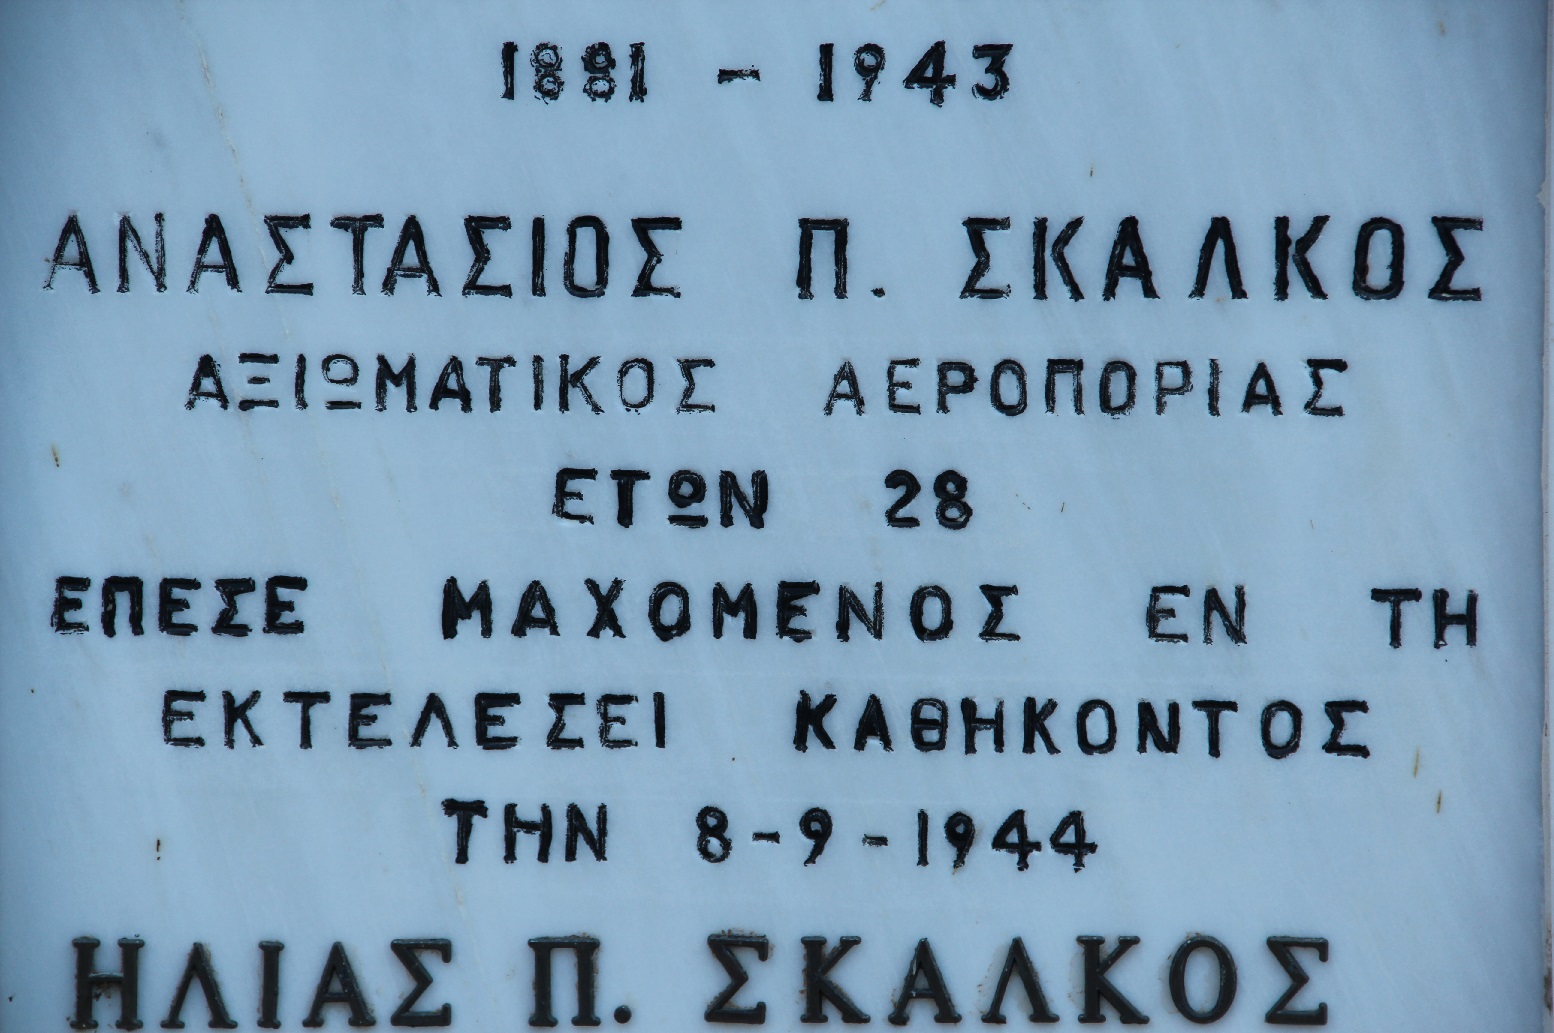 1881 - 1943
ΑΝΑΣΤΑΣΙΟΣ Π. ΣΚΑΛΚΟΣ
ΑΞΙΩΜΑΤΙΚΟΣ ΑΕΡΟΠΟΡΙΑΣ
ΕΤΩΝ 28
ΕΠΕΣΕ ΜΑΧΟΜΕΝΟΣ ΕΝ ΤΗ
ΕΚΤΕΛΕΣΕΙ ΚΑΘΗΚΟΝΤΟΣ
ΤΗΝ 8-9-1944
ΗΛΙΑΣ Π. ΣΚΑΛΚΟΣ